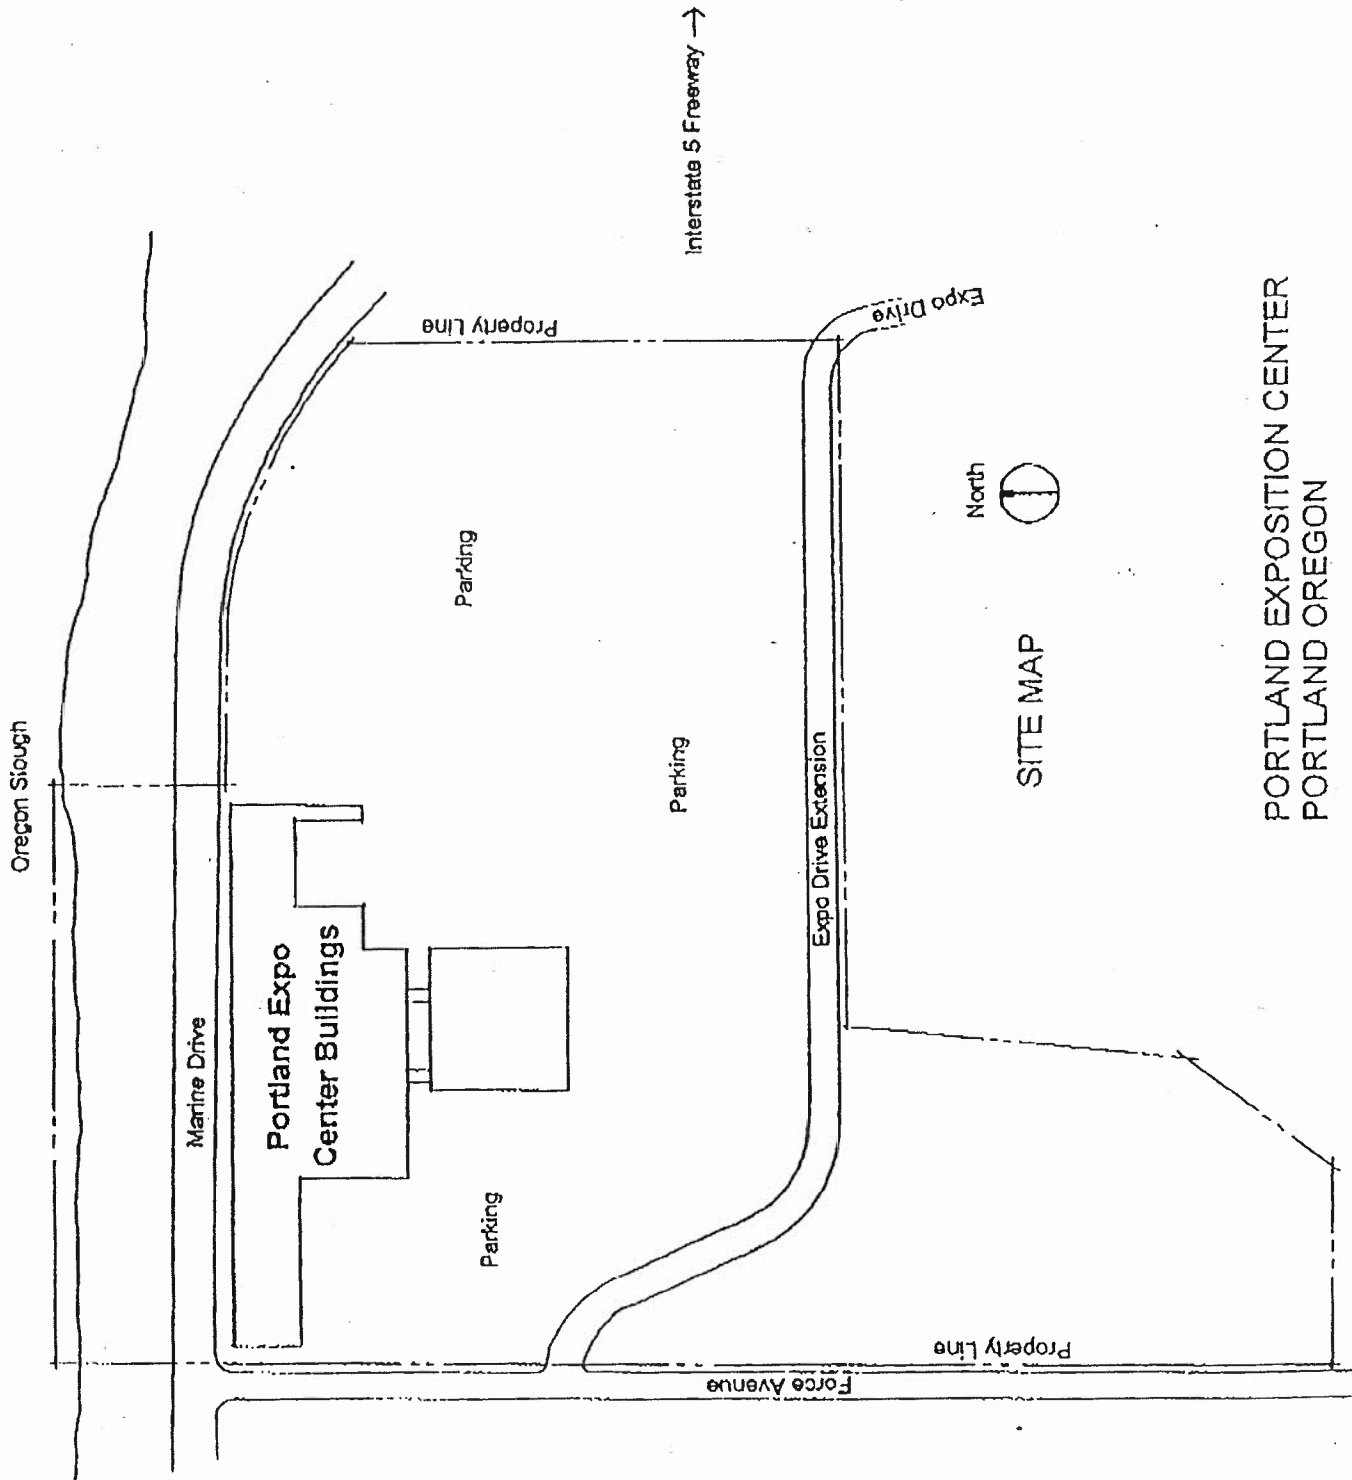 Oregon Slough
Marine Drive
Portland Expo
Center Buildings
Parking
Parking
Parking
Property Line
Interstate 5 Freeway →
Expo Drive
Expo Drive Extension
Force Avenue
Property Line
North
SITE MAP
PORTLAND EXPOSITION CENTER
PORTLAND OREGON